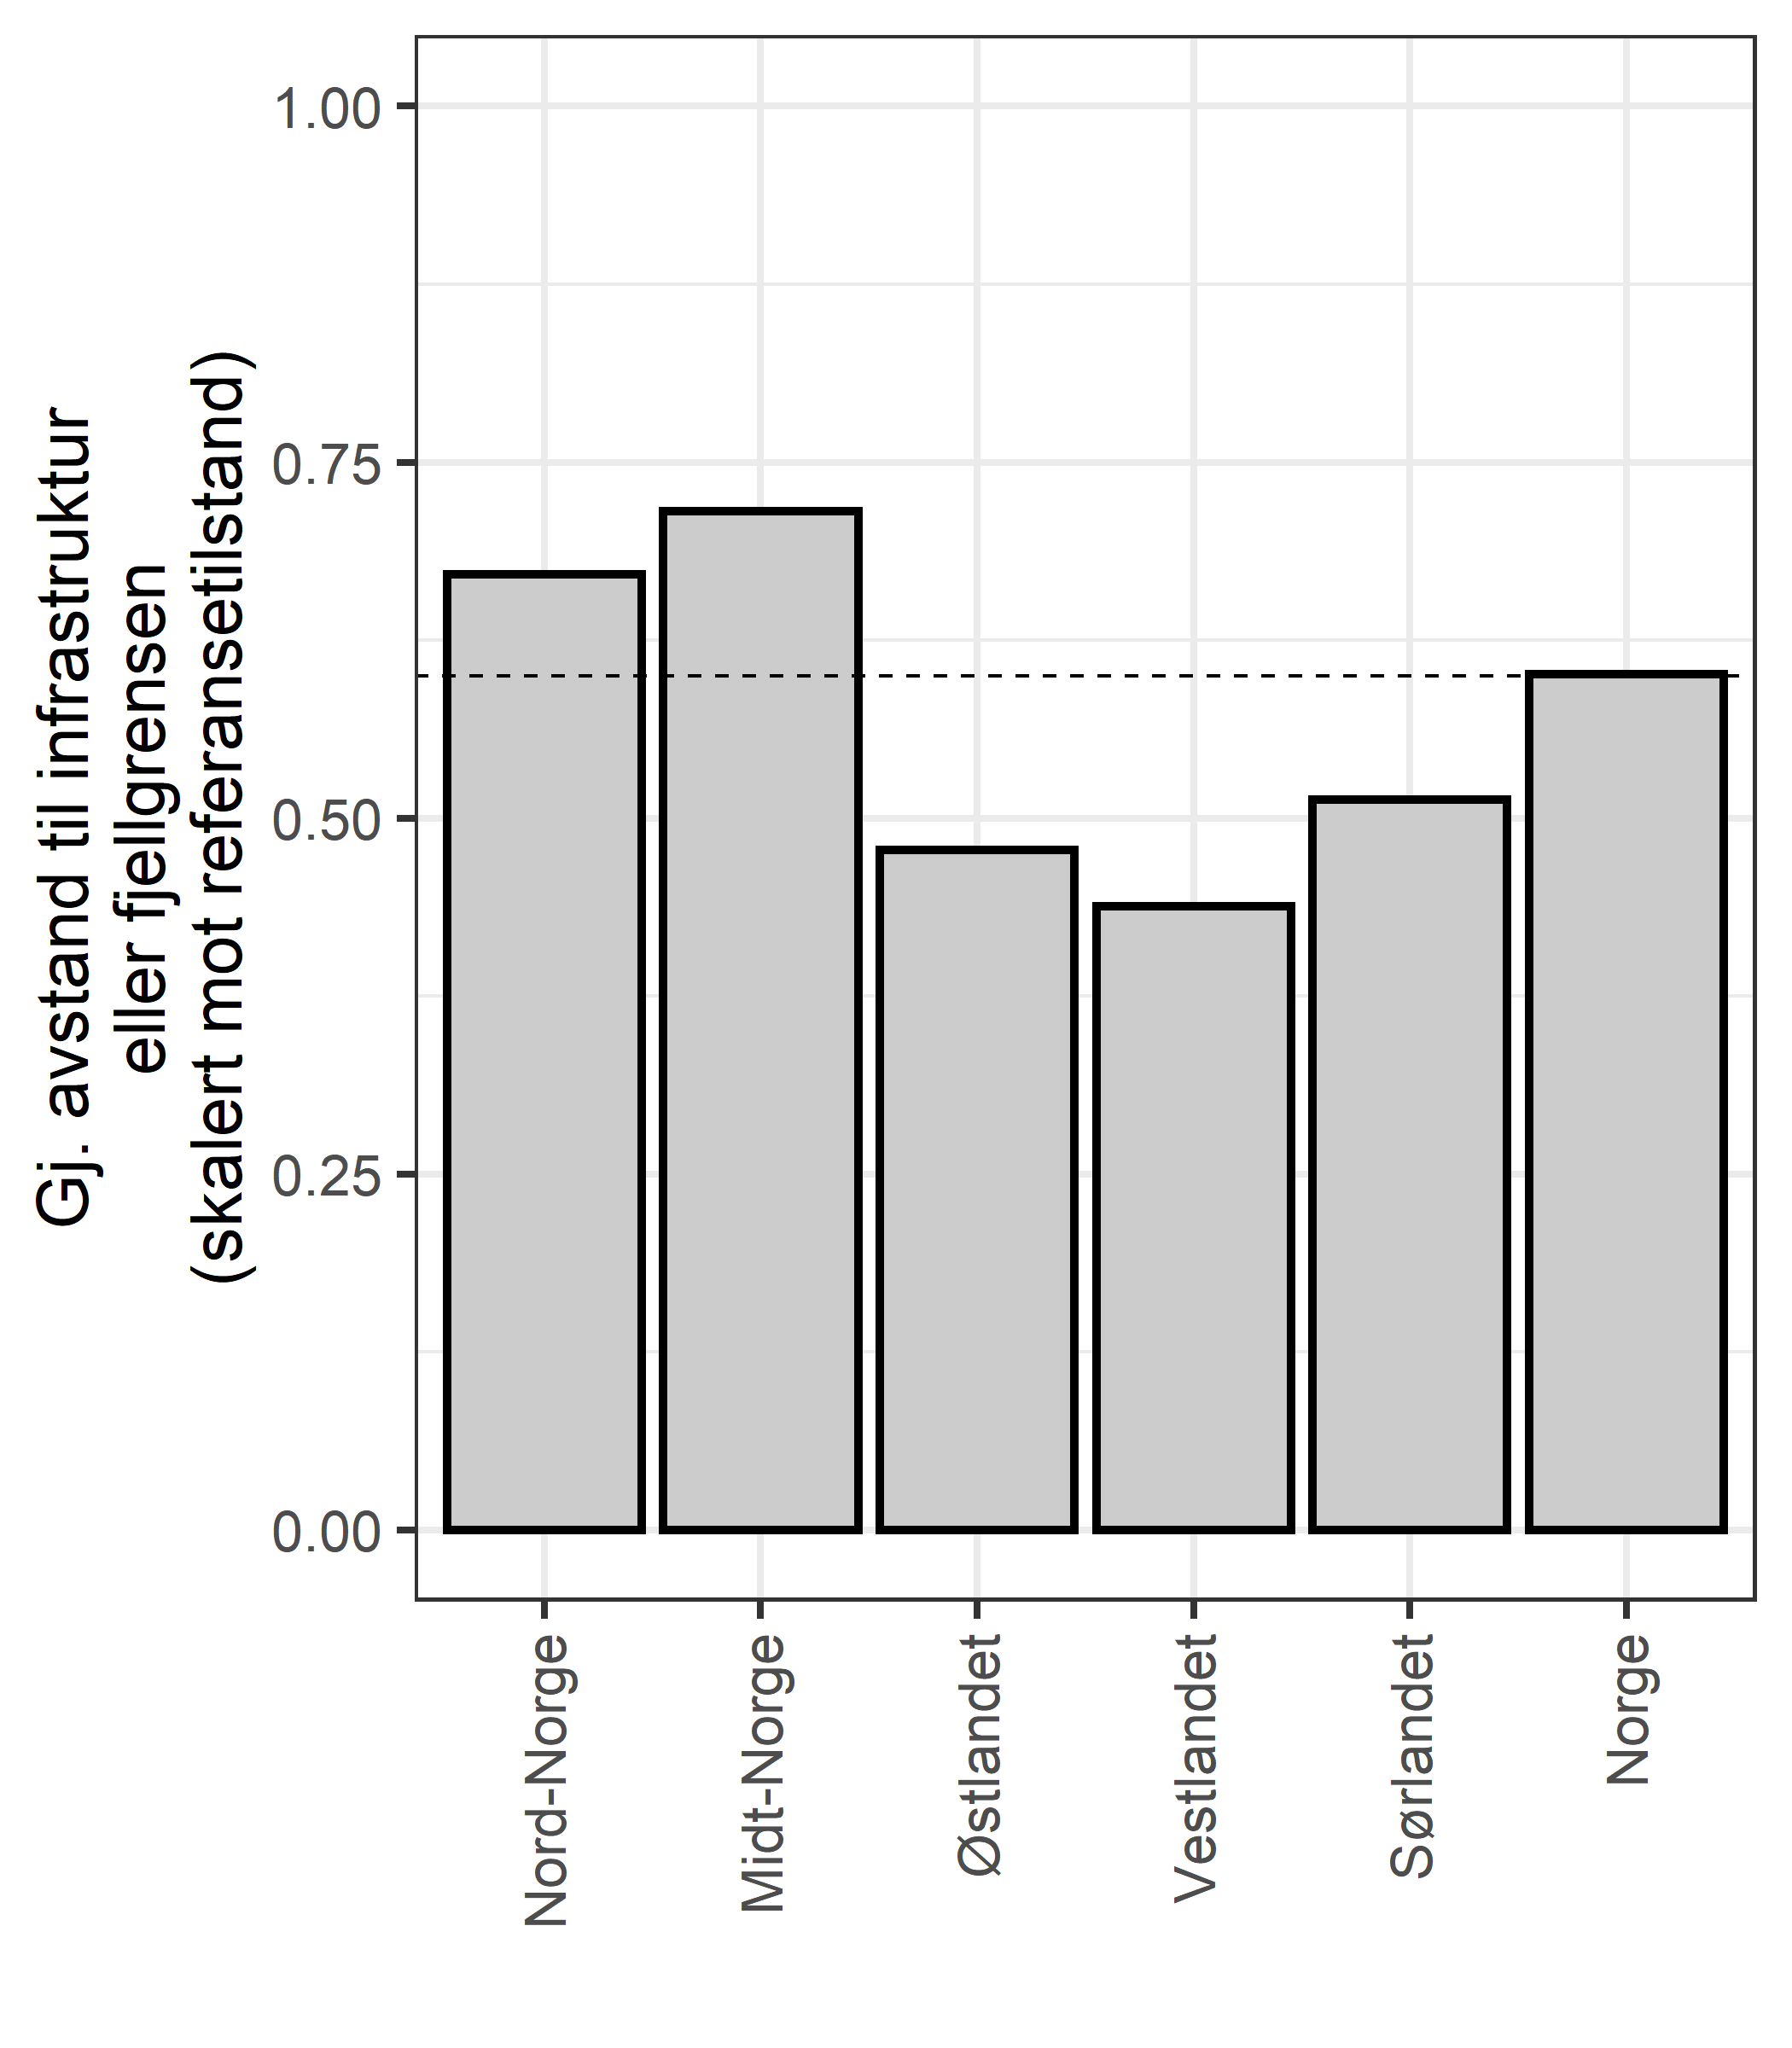 Gj. avstand til infrastruktur
eller fjellgrensen
(skalert mot referansetilstand)
1.00
0.75
0.50
0.25
0.00
Nord-Norge
Midt-Norge
Østlandet
Vestlandet
Sørlandet
Norge